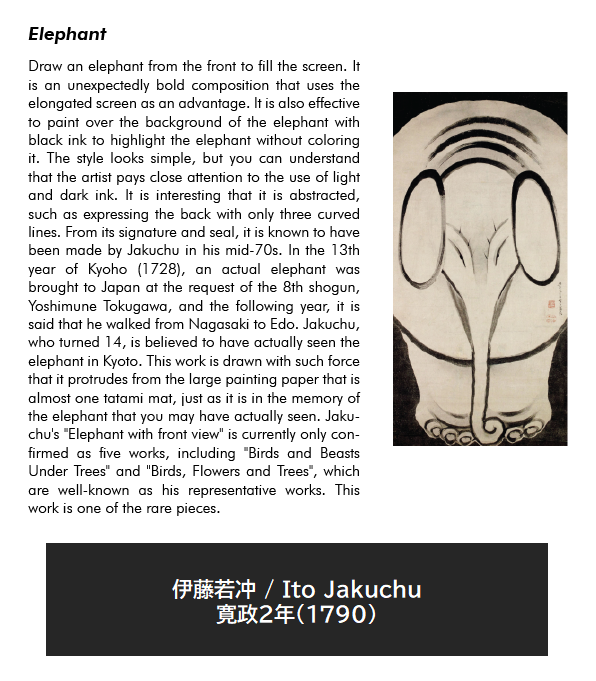 Elephant
Draw an elephant from the front to fill the screen. It
is an unexpectedly bold composition that uses the
elongated screen as an advantage. It is also effective
to paint over the background of the elephant with
black ink to highlight the elephant without coloring
it. The style looks simple, but you can understand
that the artist pays close attention to the use of light
and dark ink. It is interesting that it is abstracted,
such as expressing the back with only three curved
lines. From its signature and seal, it is known to have
been made by Jakuchu in his mid-70s. In the 13th
year of Kyoho (1728), an actual elephant was
brought to Japan at the request of the 8th shogun,
Yoshimune Tokugawa, and the following year, it is
said that he walked from Nagasaki to Edo. Jakuchu,
who turned 14, is believed to have actually seen the
elephant in Kyoto. This work is drawn with such force
that it protrudes from the large painting paper that is
almost one tatami mat, just as it is in the memory of
the elephant that you may have actually seen. Jaku-
chu's "Elephant with front view" is currently only con-
firmed as five works, including "Birds and Beasts
Under Trees" and "Birds, Flowers and Trees", which
are well-known as his representative works. This
work is one of the rare pieces.
伊藤若冲 / Ito Jakuchu
寛政2年(1790)